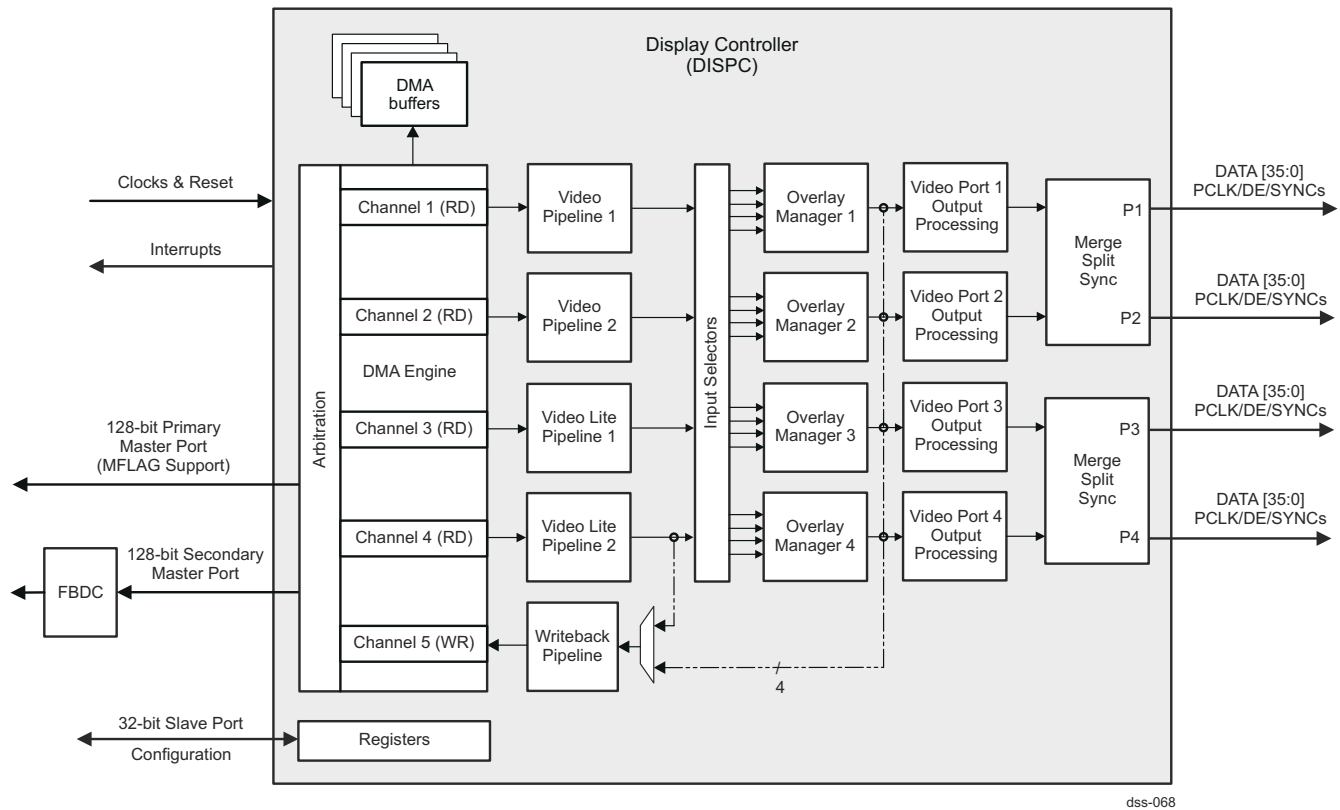 Display Controller
(DISPC)
DMA
buffers
Clocks & Reset
Interrupts
128-bit Primary
Master Port
(MFLAG Support)
128-bit Secondary
Master Port
FBDC
32-bit Slave Port
Configuration
Arbitration
Channel 1 (RD)
Channel 2 (RD)
DMA Engine
Channel 3 (RD)
Channel 4 (RD)
Channel 5 (WR)
Registers
Video
Pipeline 1
Video
Pipeline 2
Video Lite
Pipeline 1
Video Lite
Pipeline 2
Writeback
Pipeline
Input Selectors
Overlay
Manager 1
Overlay
Manager 2
Overlay
Manager 3
Overlay
Manager 4
4
Video Port 1
Output
Processing
Video Port 2
Output
Processing
Video Port 3
Output
Processing
Video Port 4
Output
Processing
P1
Merge
Split
Sync
P2
P3
Merge
Split
Sync
P4
DATA [35:0]
PCLK/DE/SYNCs
DATA [35:0]
PCLK/DE/SYNCs
DATA [35:0]
PCLK/DE/SYNCs
DATA [35:0]
PCLK/DE/SYNCs
dss-068